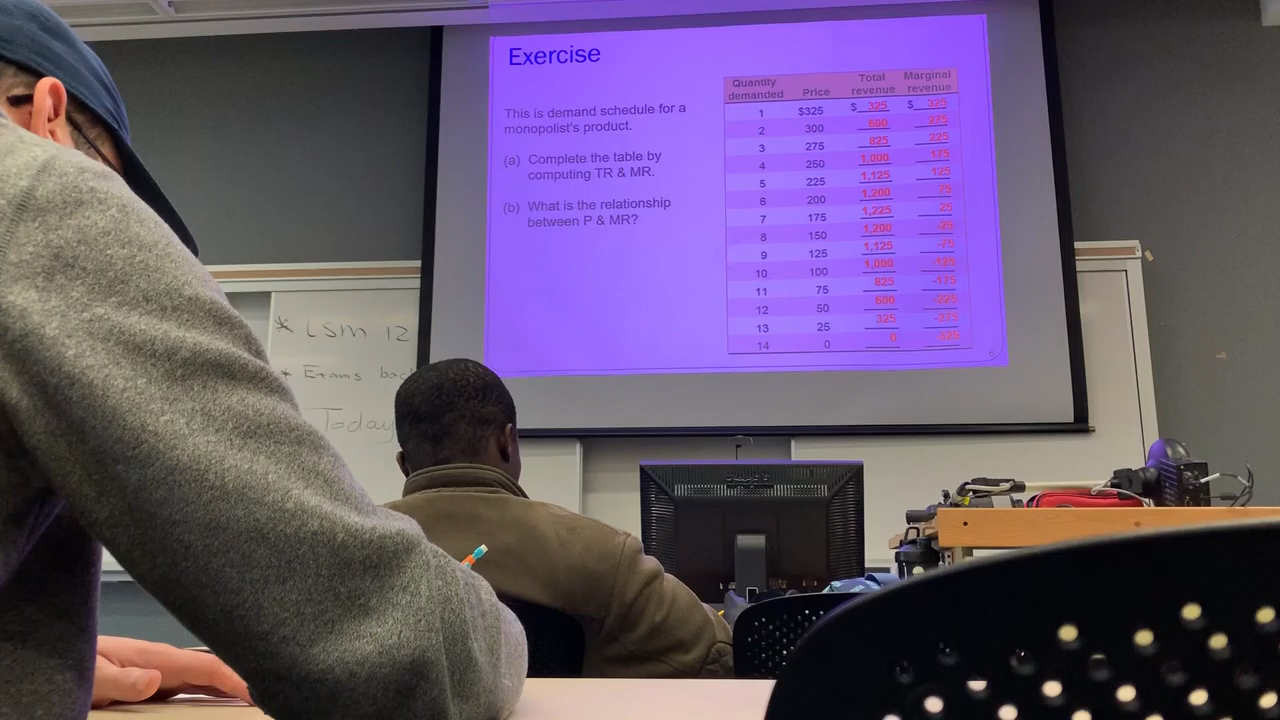 Exercise
This is demand schedule for a
monopolist's product.
(a) Complete the table by
computing TR & MR.
(b) What is the relationship
between P & MR?
Quantity demanded Price Total revenue Marginal revenue
1 $325 $ 325 $ 325
2 300 600 275
3 275 825 225
4 250 1,000 175
5 225 1,125 125
6 200 1,200 75
7 175 1,225 25
8 150 1,200 -25
9 125 1,125 -75
10 100 1,000 -125
11 75 825 -175
12 50 600 -225
13 25 325 -275
14 0 0 325
6
* LSM 12
* Exams back
Today